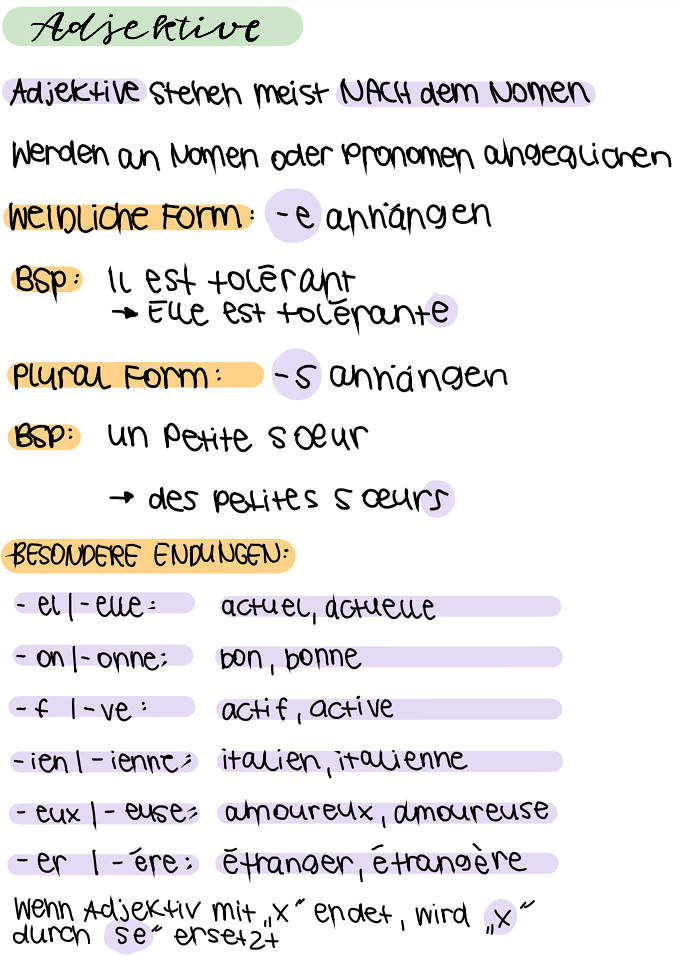 Adjektive
Adjektive stehen meist NACH dem Nomen
Werden an Nomen oder Pronomen angeglichen
Weibliche Form: -e anhängen
BSP: Il est tolérant
→ Elle est tolérante
Plural Form: -s anhängen
BSP: un petite sœur
→ des petites sœurs
BESONDERE ENDUNGEN:
-el | -elle: actuel, actuelle
-on | -onne: bon, bonne
-f | -ve: actif, active
-ien | -ienne: italien, italienne
-eux | -euse: amoureux, amoureuse
-er | -ére: étranger, étrangère
Wenn Adjektiv mit „x“ endet, wird „x“
durch se“ ersetzt